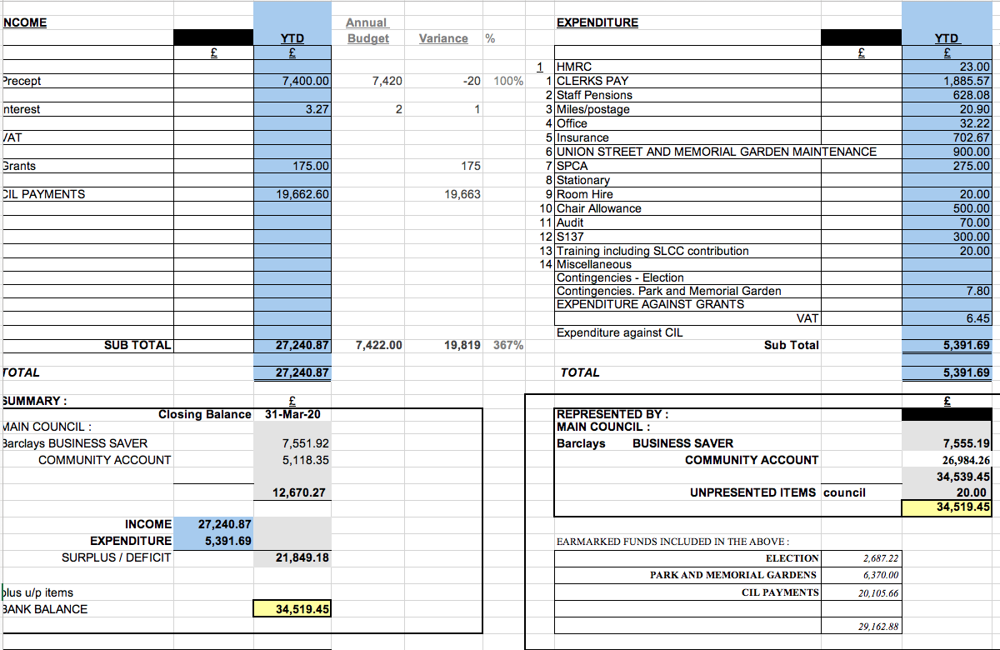 NCOME
Annual
EXPENDITURE
YTD Budget Variance % YTD
£ £ £ £
1 HMRC 23.00
Precept 7,400.00 7,420 -20 100% 1 CLERKS PAY 1,885.57
2 Staff Pensions 628.08
nterest 3.27 2 1 3 Miles/postage 20.90
4 Office 32.22
VAT 5 Insurance 702.67
6 UNION STREET AND MEMORIAL GARDEN MAINTENANCE 900.00
Grants 175.00 175 7 SPCA 275.00
8 Stationary
CIL PAYMENTS 19,662.60 19,663 9 Room Hire 20.00
10 Chair Allowance 500.00
11 Audit 70.00
12 S137 300.00
13 Training including SLCC contribution 20.00
14 Miscellaneous
Contingencies - Election
Contingencies. Park and Memorial Garden 7.80
EXPENDITURE AGAINST GRANTS
VAT 6.45
Expenditure against CIL
SUB TOTAL 27,240.87 7,422.00 19,819 367% Sub Total 5,391.69
TOTAL 27,240.87 TOTAL 5,391.69
SUMMARY : £ £
Closing Balance 31-Mar-20 REPRESENTED BY :
MAIN COUNCIL : MAIN COUNCIL :
Barclays BUSINESS SAVER 7,551.92 Barclays BUSINESS SAVER 7,555.19
COMMUNITY ACCOUNT 5,118.35 COMMUNITY ACCOUNT 26,984.26
34,539.45
12,670.27 UNPRESENTED ITEMS council 20.00
34,519.45
INCOME 27,240.87
EXPENDITURE 5,391.69 EARMARKED FUNDS INCLUDED IN THE ABOVE :
SURPLUS / DEFICIT 21,849.18 ELECTION 2,687.22
PARK AND MEMORIAL GARDENS 6,370.00
plus u/p items CIL PAYMENTS 20,105.66
BANK BALANCE 34,519.45
29,162.88